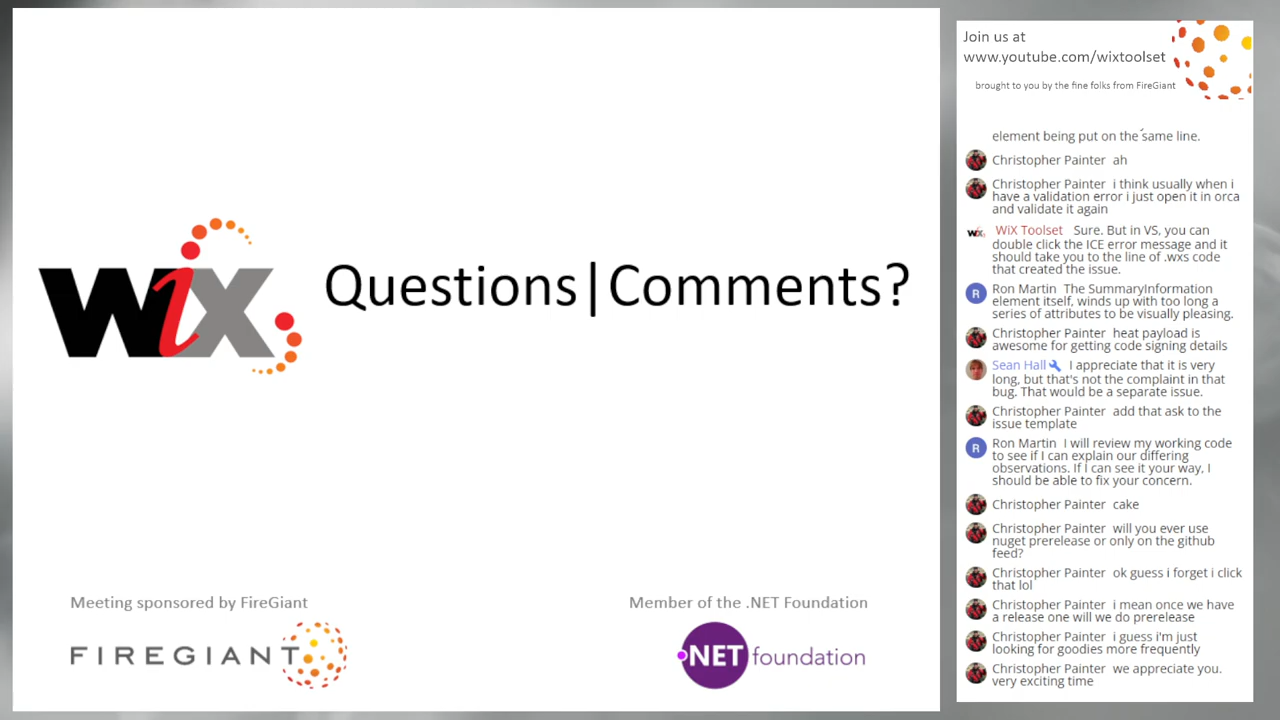 WiX
Questions|Comments?
Meeting sponsored by FireGiant
FIREGIANT
Member of the .NET Foundation
.NET foundation
Join us at
www.youtube.com/wixtoolset
brought to you by the fine folks from FireGiant
element being put on the same line.
Christopher Painter ah
Christopher Painter i think usually when i
have a validation error i just open it in orca
and validate it again
WiX Toolset Sure. But in VS, you can
double click the ICE error message and it
should take you to the line of .wxs code
that created the issue.
R
Ron Martin The SummaryInformation
element itself, winds up with too long a
series of attributes to be visually pleasing.
Christopher Painter heat payload is
awesome for getting code signing details
Sean Hall I appreciate that it is very
long, but that's not the complaint in that
bug. That would be a separate issue.
Christopher Painter add that ask to the
issue template
R
Ron Martin I will review my working code
to see if I can explain our differing
observations. If I can see it your way, I
should be able to fix your concern.
Christopher Painter cake
Christopher Painter will you ever use
nuget prerelease or only on the github
feed?
Christopher Painter ok guess i forget i click
that lol
Christopher Painter i mean once we have
a release one will we do prerelease
Christopher Painter i guess i'm just
looking for goodies more frequently
Christopher Painter we appreciate you.
very exciting time